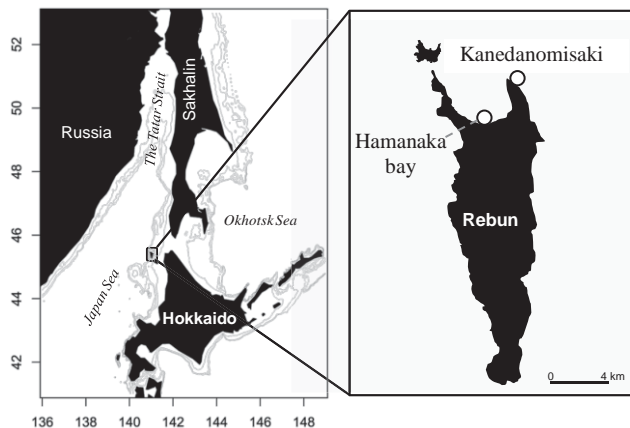 52
50
48
46
44
42
136
138
140
142
144
146
148
Russia
The Tatar Strait
Sakhalin
Okhotsk Sea
Japan Sea
Hokkaido
Kanedanomisaki
Hamanaka
bay
Rebun
0
4 km